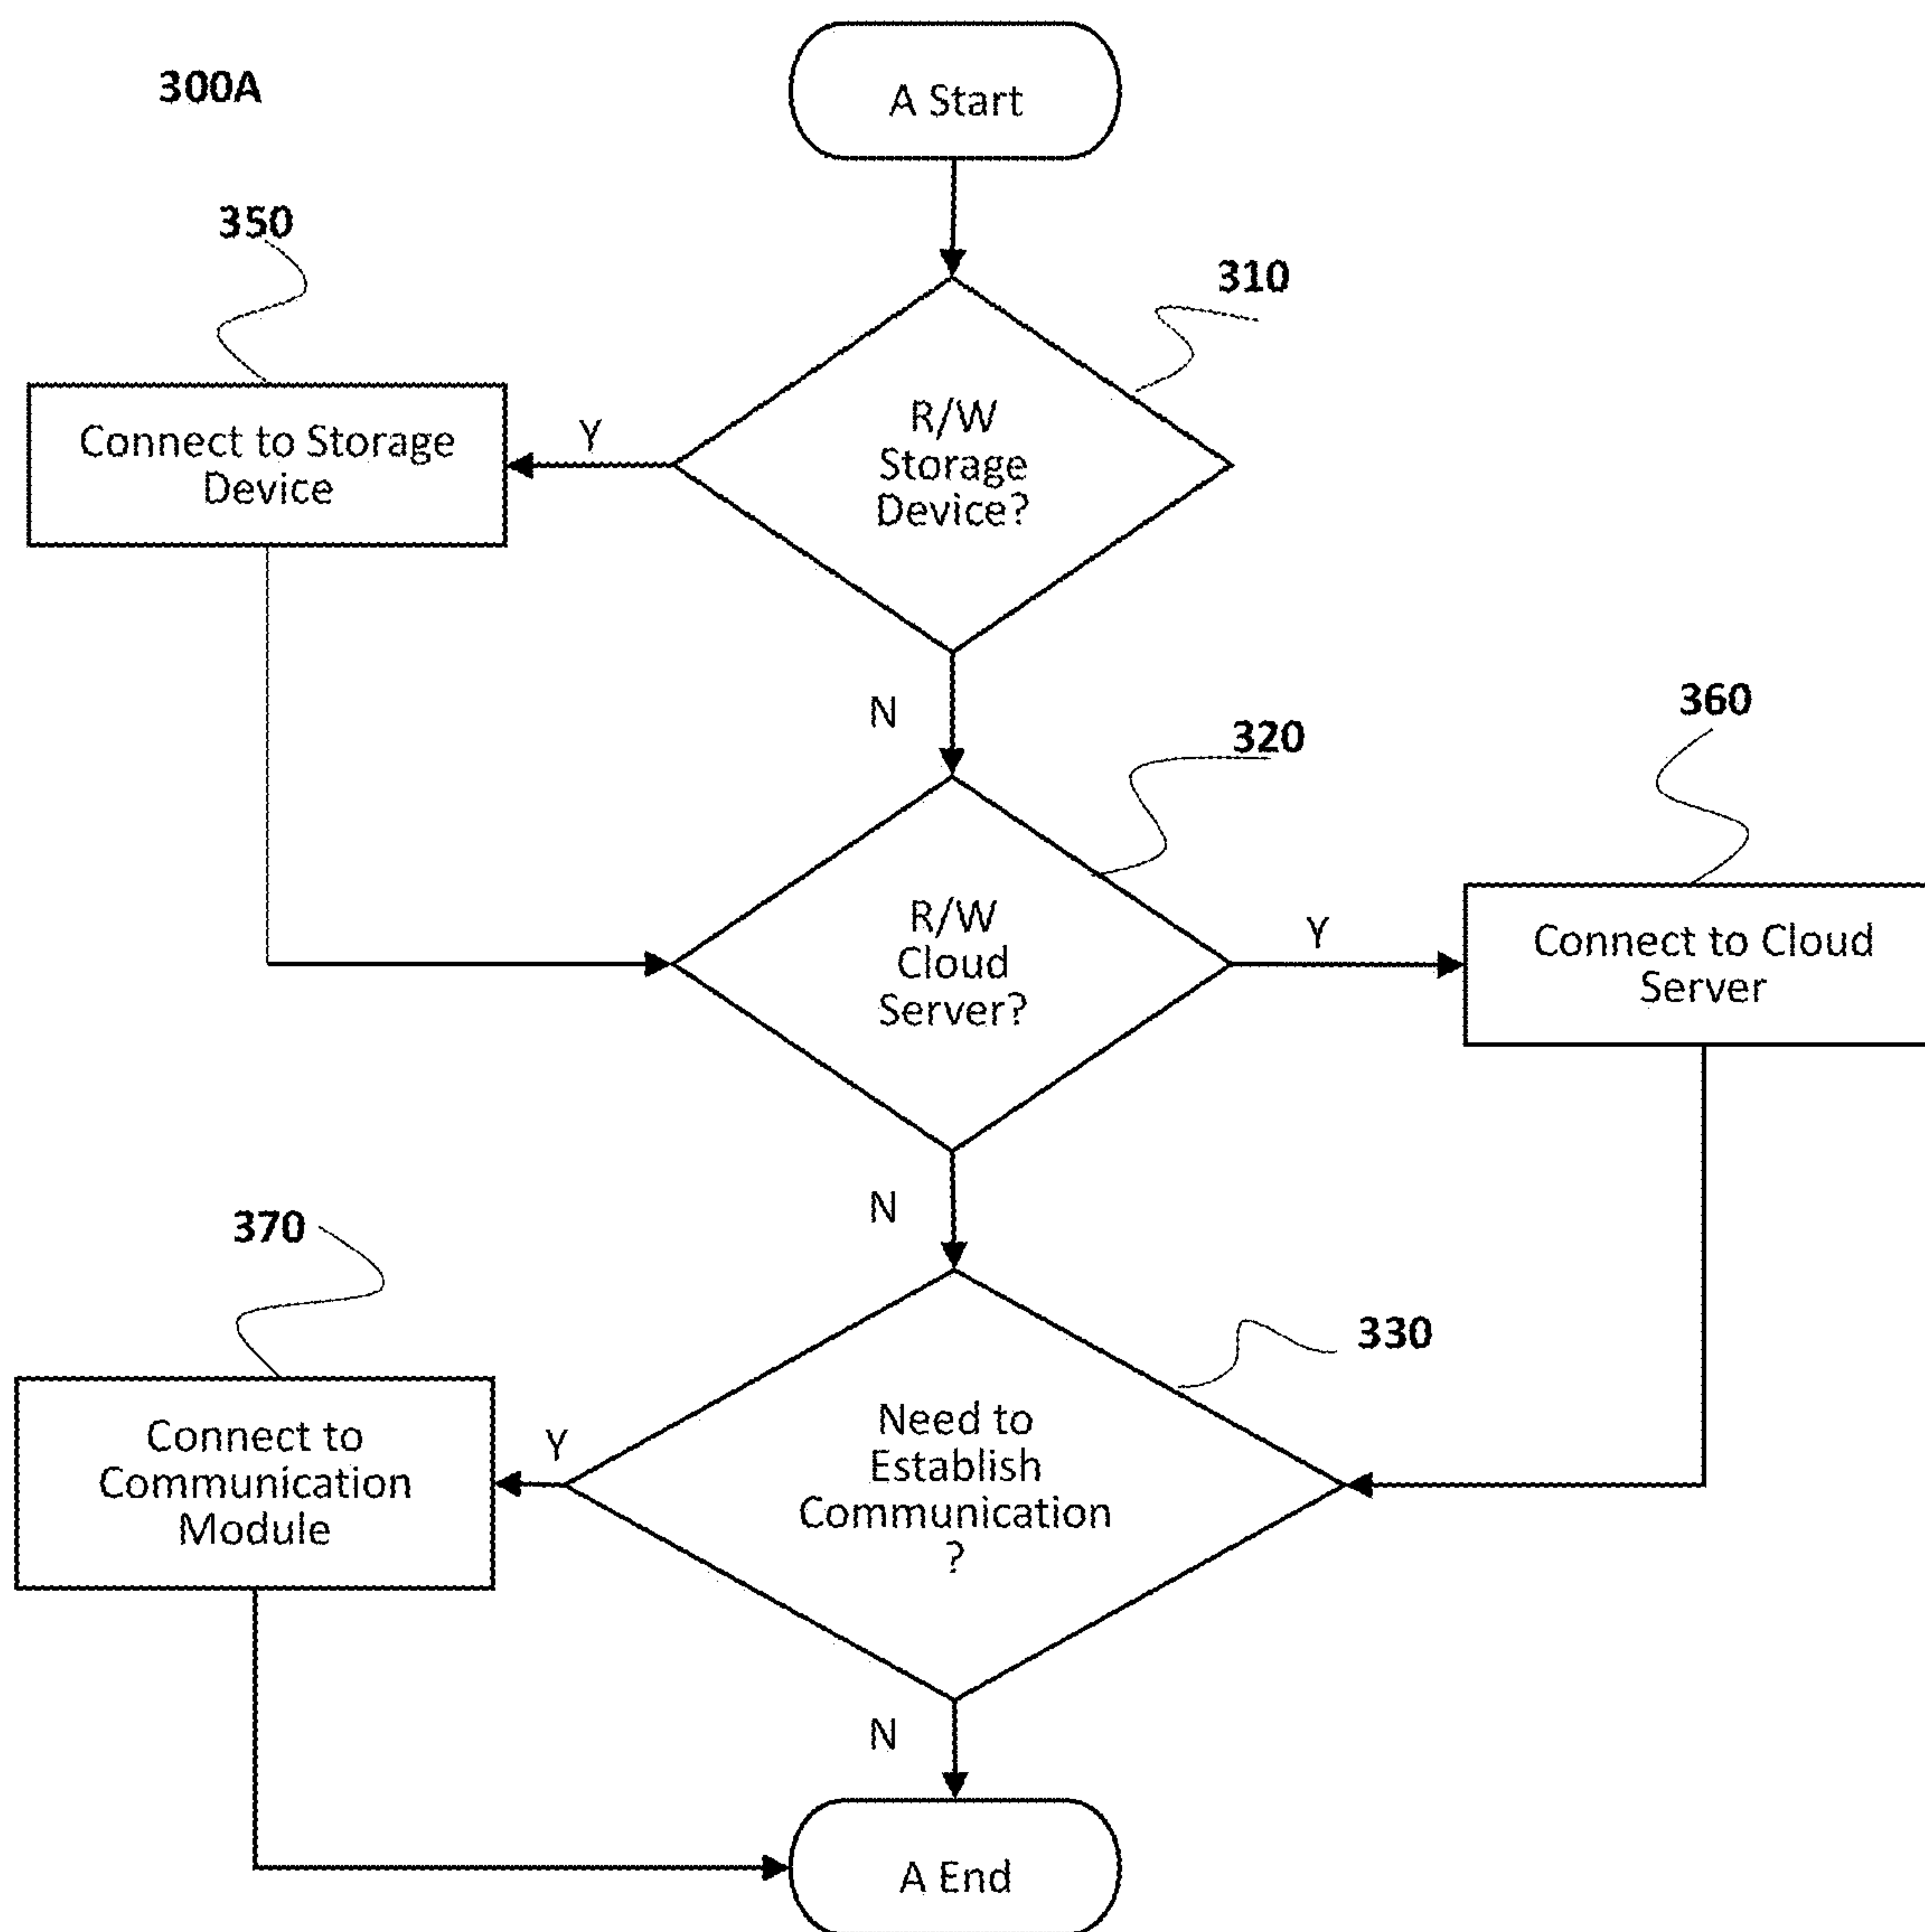 300A
A Start
350
310
R/W
Storage
Device?
Y
Connect to Storage
Device
N
360
320
R/W
Cloud
Server?
Y
Connect to Cloud
Server
N
370
330
Need to
Establish
Communication
?
Y
Connect to
Communication
Module
N
A End